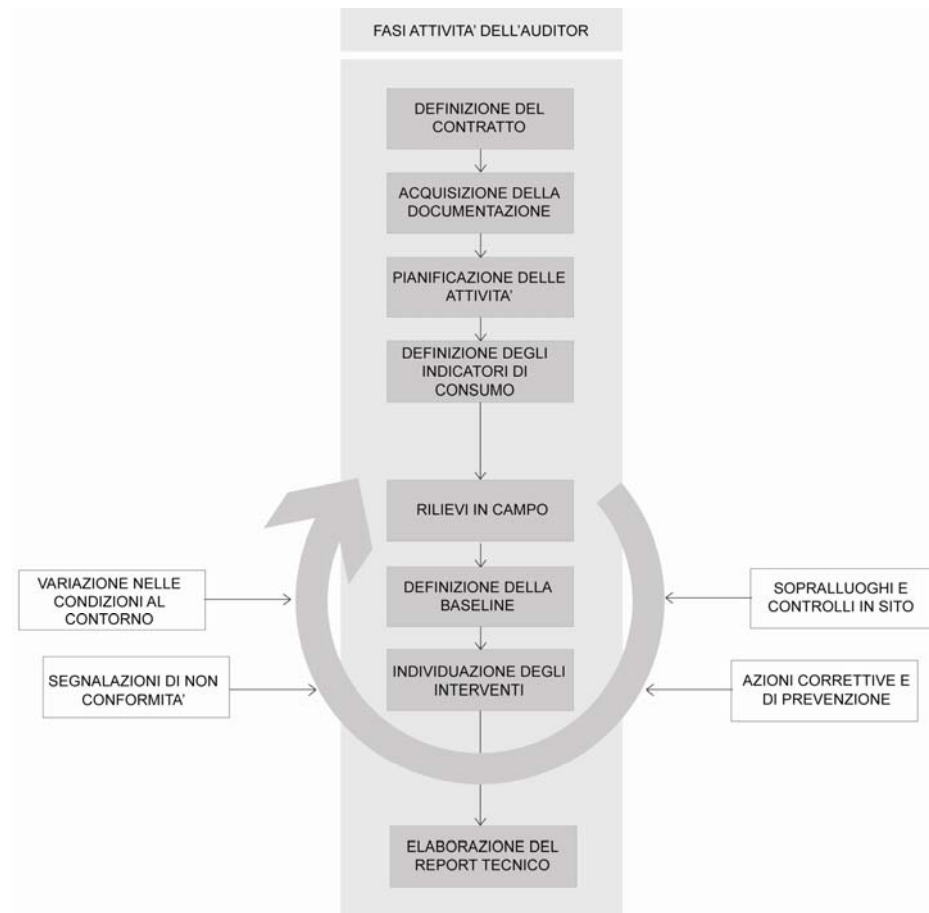 FASI ATTIVITA' DELL'AUDITOR
DEFINIZIONE DEL
CONTRATTO
ACQUISIZIONE DELLA
DOCUMENTAZIONE
PIANIFICAZIONE DELLE
ATTIVITA'
DEFINIZIONE DEGLI
INDICATORI DI
CONSUMO
RILIEVI IN CAMPO
VARIAZIONE NELLE
CONDIZIONI AL
CONTORNO
DEFINIZIONE DELLA
BASELINE
SOPRALLUOGHI E
CONTROLLI IN SITO
SEGNALAZIONI DI NON
CONFORMITA'
INDIVIDUAZIONE DEGLI
INTERVENTI
AZIONI CORRETTIVE E
DI PREVENZIONE
ELABORAZIONE DEL
REPORT TECNICO